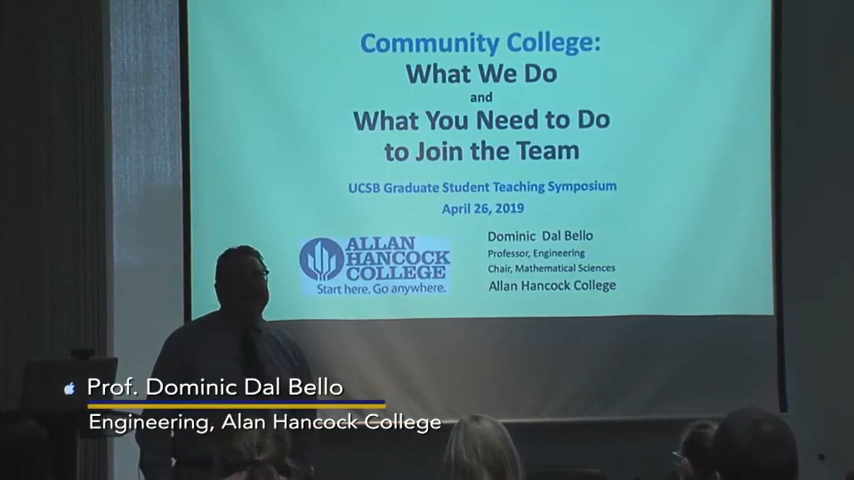 Community College:
What We Do
and
What You Need to Do
to Join the Team
UCSB Graduate Student Teaching Symposium
April 26, 2019
ALLAN
HANCOCK
COLLEGE
Start here. Go anywhere.
Dominic Dal Bello
Professor, Engineering
Chair, Mathematical Sciences
Allan Hancock College
Prof. Dominic Dal Bello
Engineering, Alan Hancock College